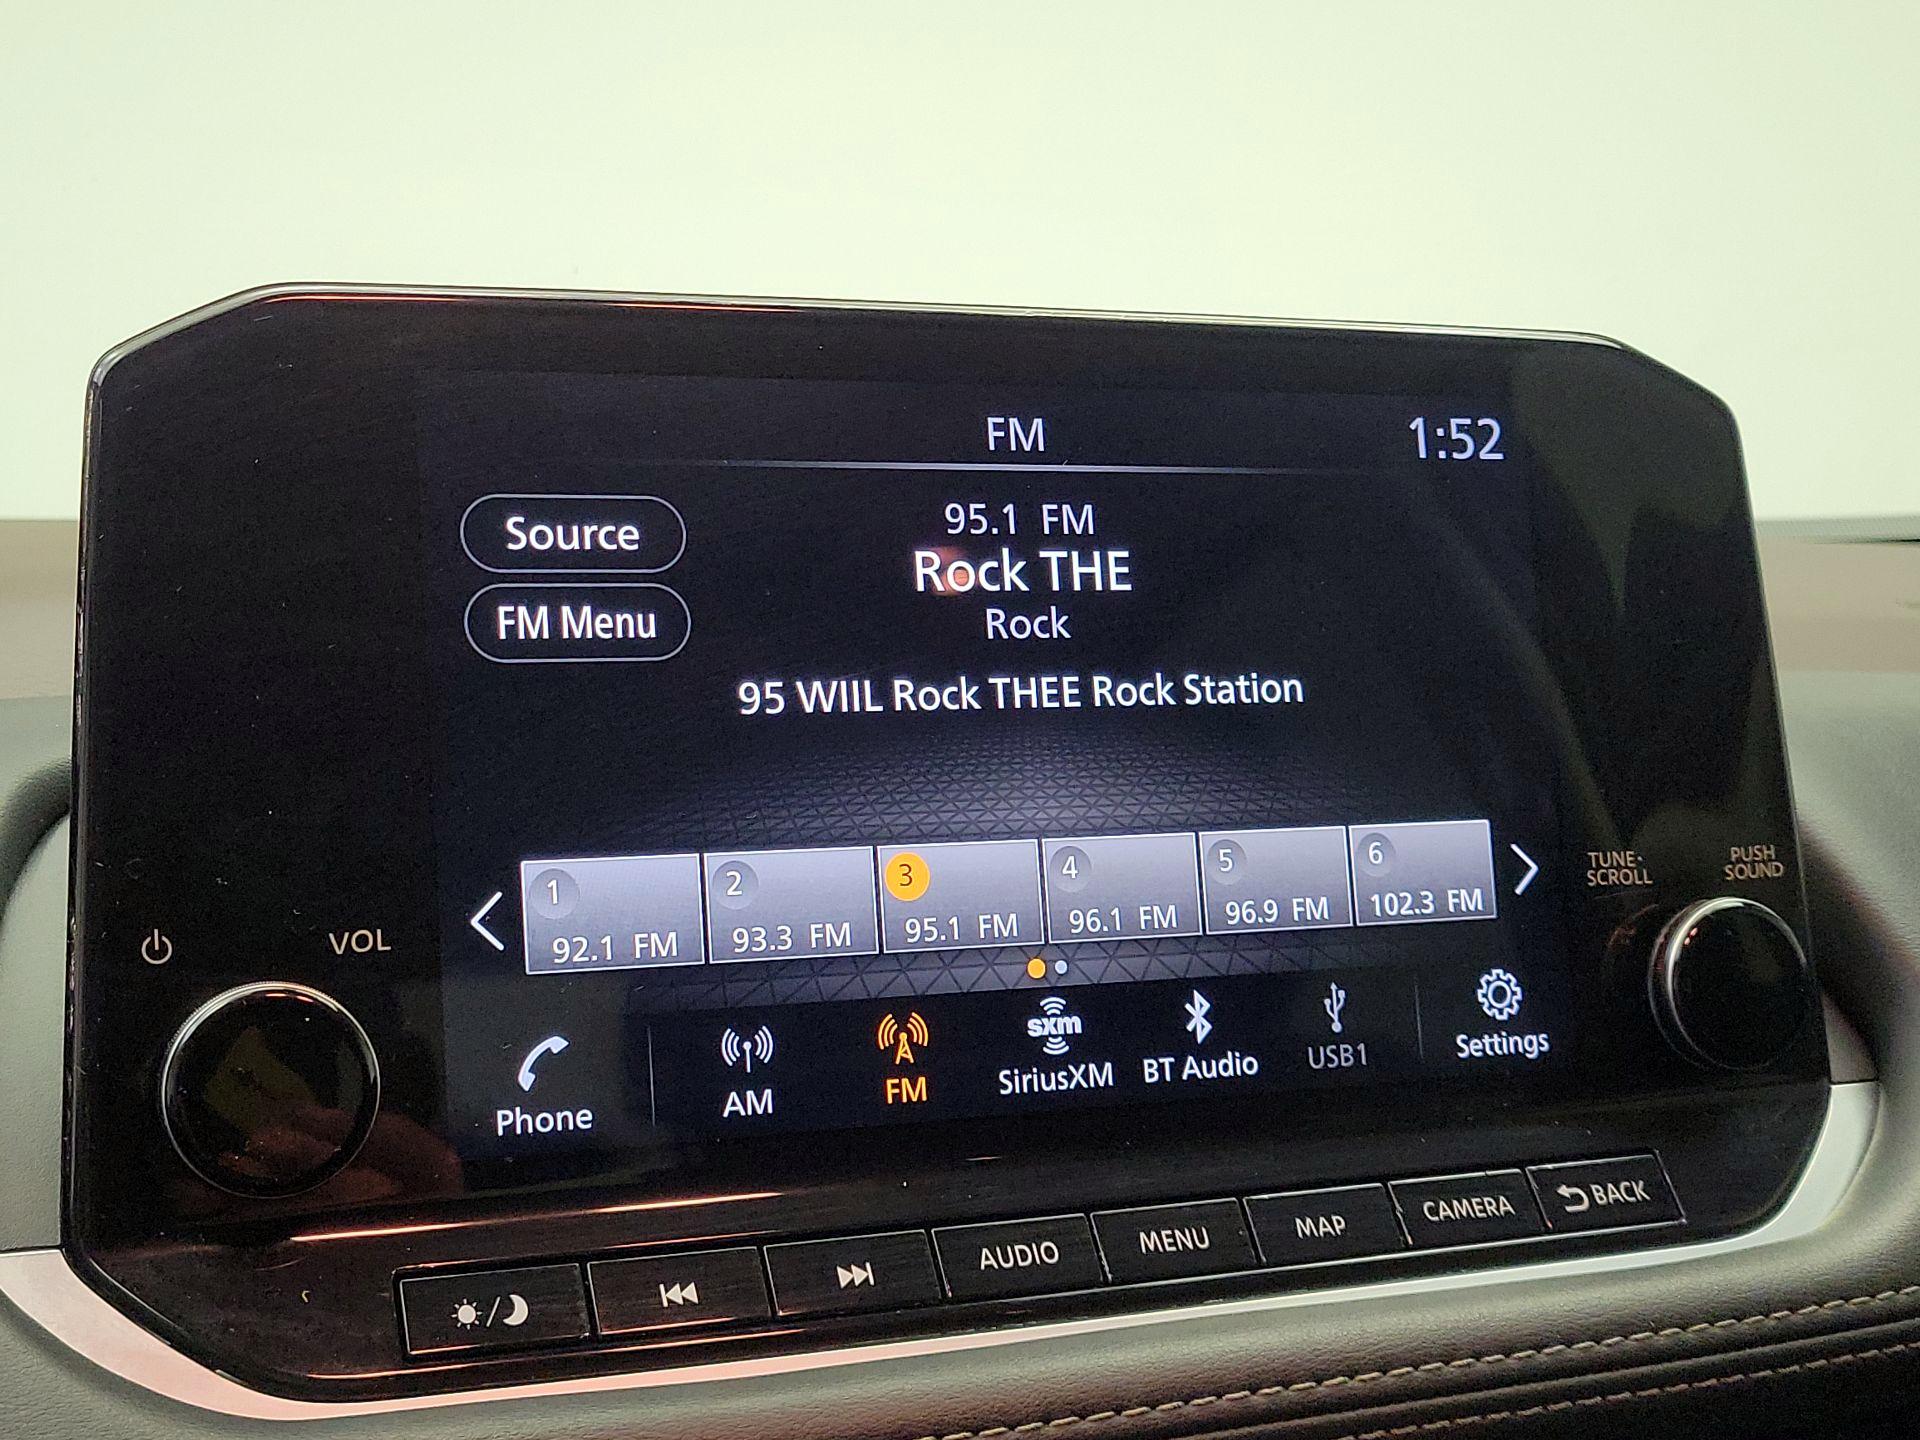 FM
1:52
Source
95.1 FM
Rock THE
FM Menu
Rock
95 WIIL Rock THEE Rock Station
1
2
3
4
5
6
92.1 FM
93.3 FM
95.1 FM
96.1 FM
96.9 FM
102.3 FM
TUNE·
SCROLL
PUSH
SOUND
VOL
Phone
AM
FM
sxm
SiriusXM
BT Audio
USB1
Settings
AUDIO
MENU
MAP
CAMERA
BACK